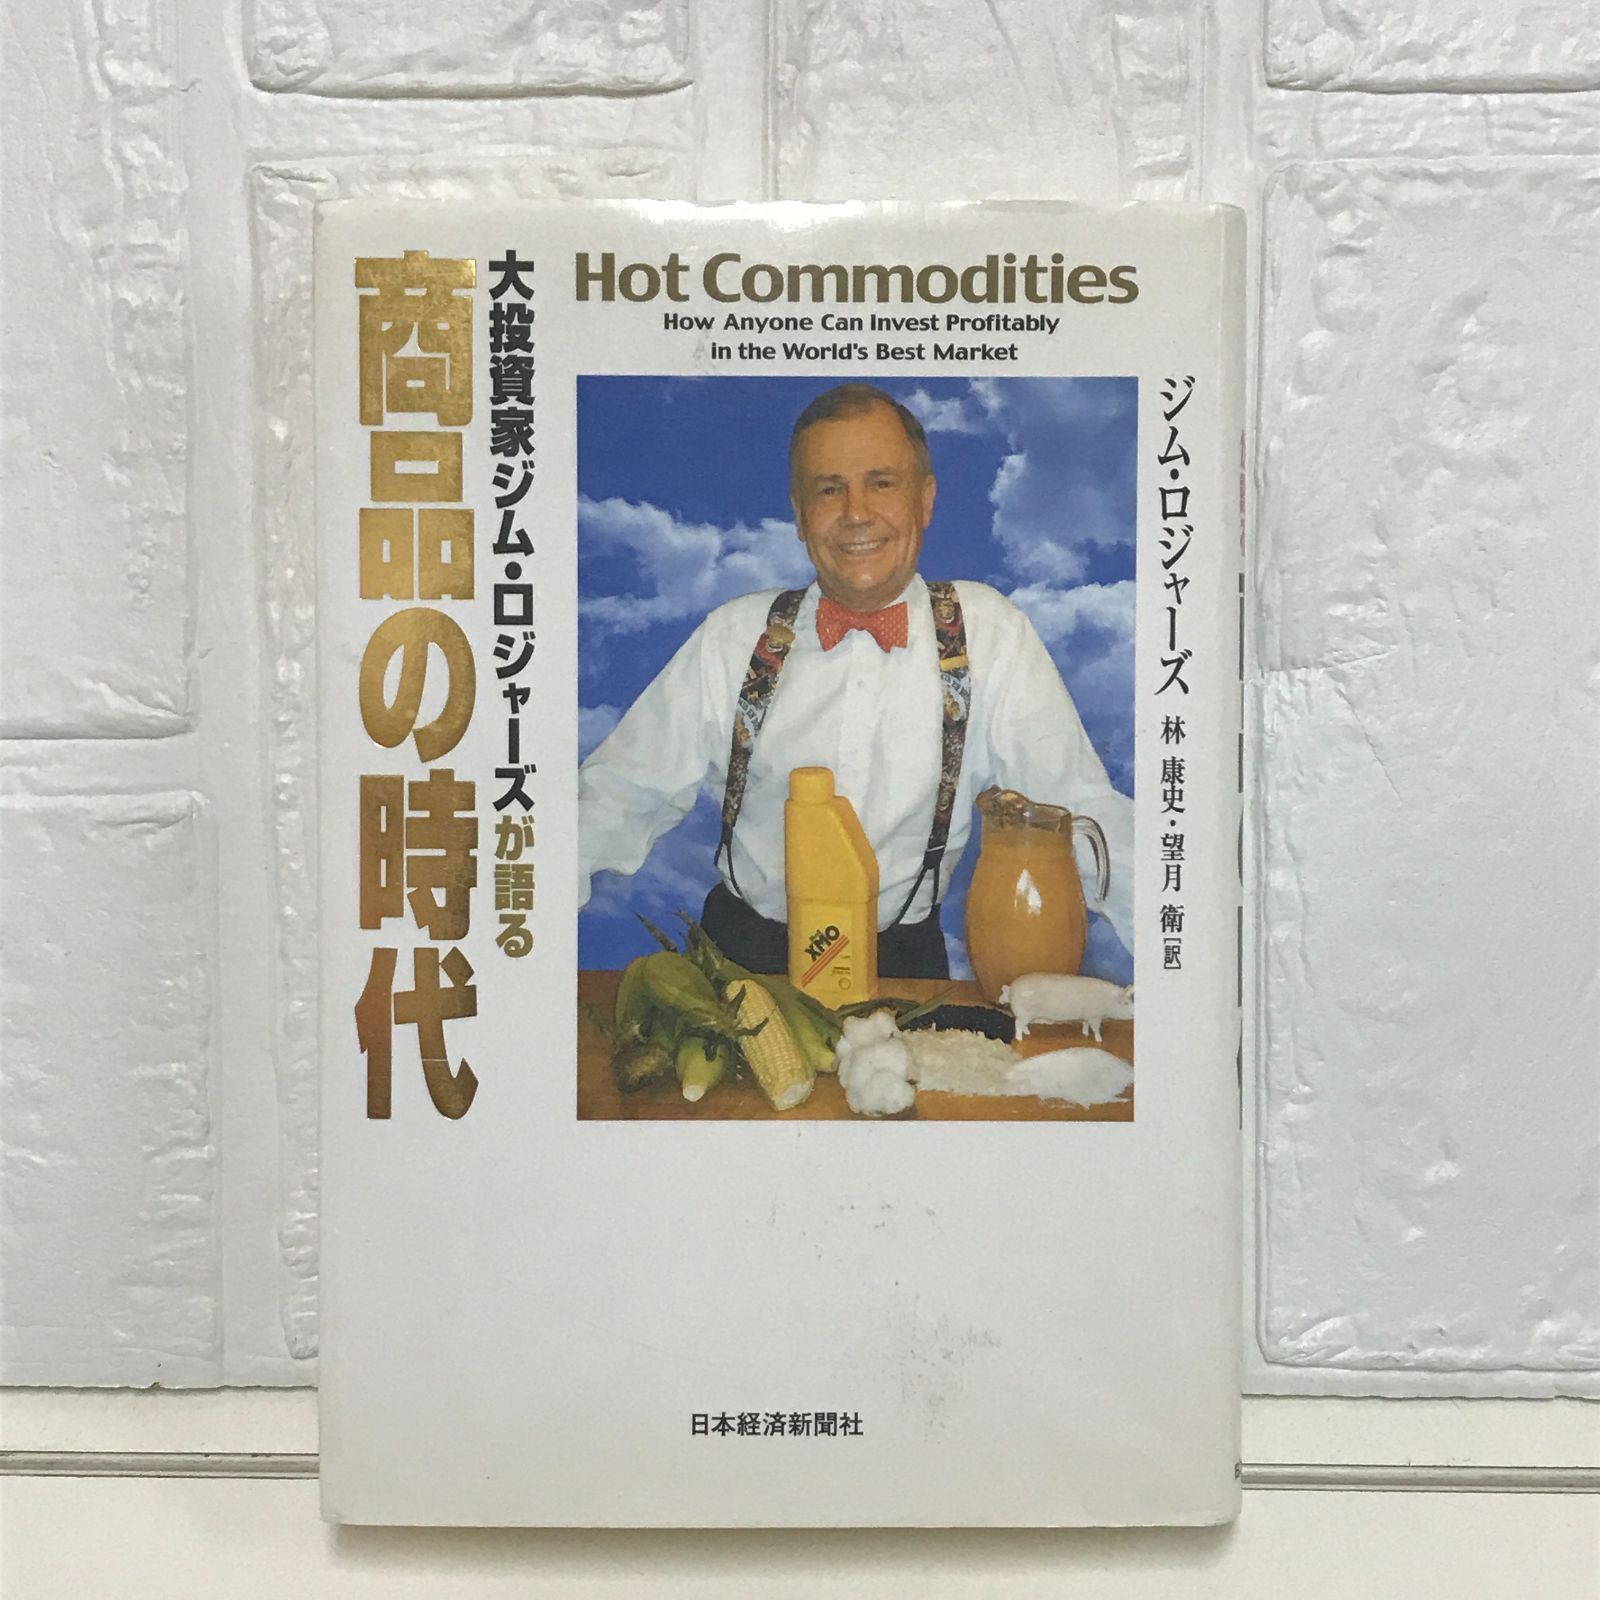 Hot Commodities
How Anyone Can Invest Profitably
in the World's Best Market
ジム・ロジャーズ
林 康史・望月 衛[訳]
大投資家ジム・ロジャーズが語る
商品の時代
XMO
日本経済新聞社